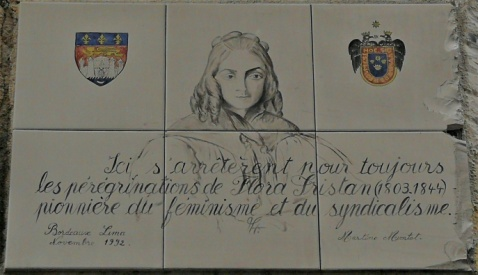 Ici s'arrêtèrent pour toujours
les pérégrinations de Flora Tristan (1803.1844) -
pionnière du féminisme et du syndicalisme.
Bordeaux Lima
Novembre 1992.